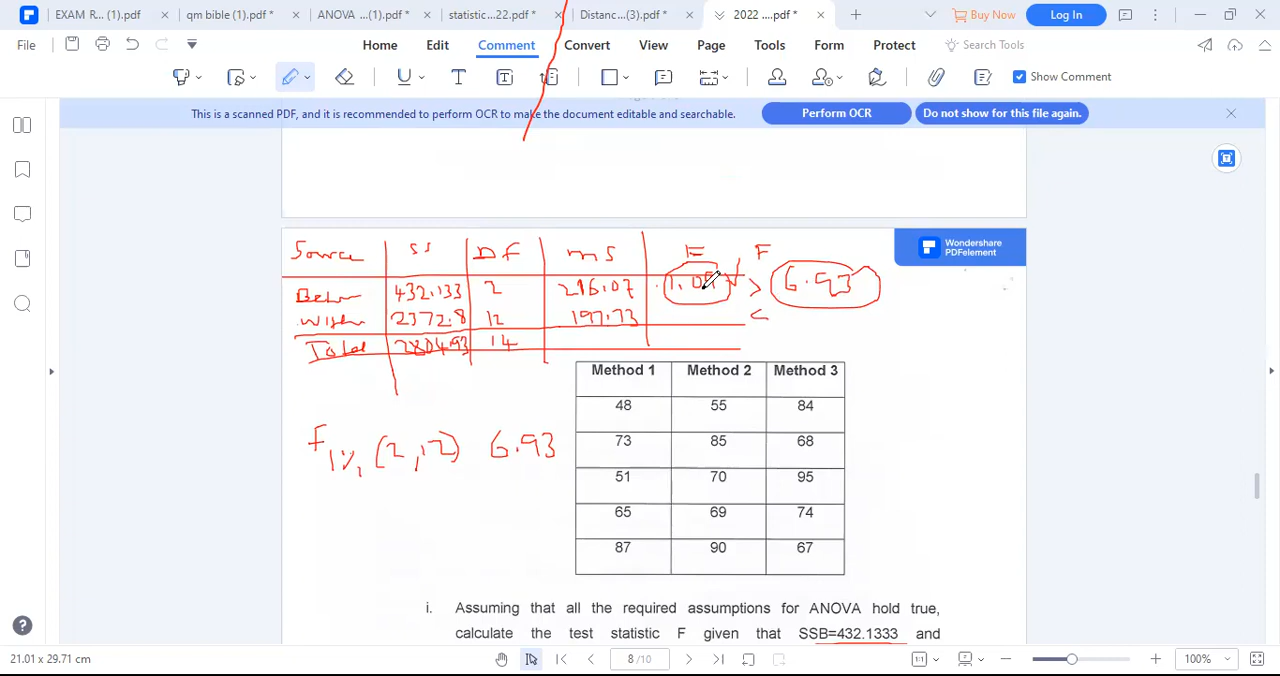 EXAM R... (1).pdf
qm bible (1).pdf *
ANOVA ...(1).pdf *
statistic...22.pdf *
Distanc...(3).pdf *
2022 ....pdf *
Buy Now
Log In
File
Home
Edit
Comment
Convert
View
Page
Tools
Form
Protect
Search Tools
Show Comment
This is a scanned PDF, and it is recommended to perform OCR to make the document editable and searchable.
Perform OCR
Do not show for this file again.
Wondershare
PDFelement
Source SS Df ms F F
432.133 2 216.07 > 6.93
2372.8 12 197.73 <
Total 2804.93 14
F 1%, (2,12) 6.93
Method 1 Method 2 Method 3
48 55 84
73 85 68
51 70 95
65 69 74
87 90 67
i. Assuming that all the required assumptions for ANOVA hold true,
calculate the test statistic F given that SSB=432.1333 and
21.01 x 29.71 cm
8 /10
100%